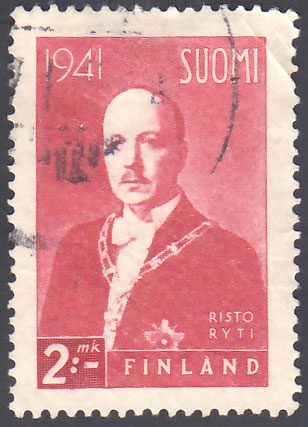 1941 SUOMI
RISTO
RYTI
2:- mk
FINLAND